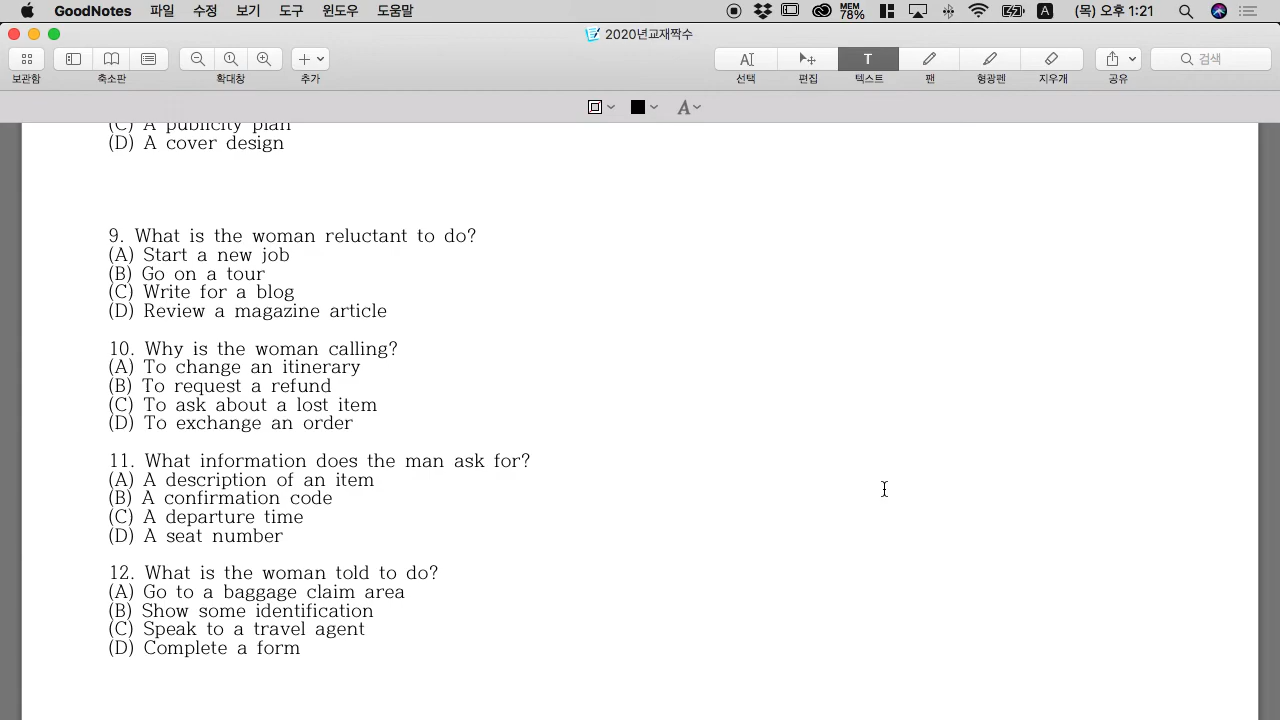 GoodNotes 파일 수정 보기 도구 윈도우 도움말 MEM 78% A (목) 오후 1:21
2020년교재짝수
보관함 축소판 확대창 추가 선택 편집 텍스트 펜 형광펜 지우개 공유 검색
(C) A publicity plan
(D) A cover design
9. What is the woman reluctant to do?
(A) Start a new job
(B) Go on a tour
(C) Write for a blog
(D) Review a magazine article
10. Why is the woman calling?
(A) To change an itinerary
(B) To request a refund
(C) To ask about a lost item
(D) To exchange an order
11. What information does the man ask for?
(A) A description of an item
(B) A confirmation code
(C) A departure time
(D) A seat number
12. What is the woman told to do?
(A) Go to a baggage claim area
(B) Show some identification
(C) Speak to a travel agent
(D) Complete a form